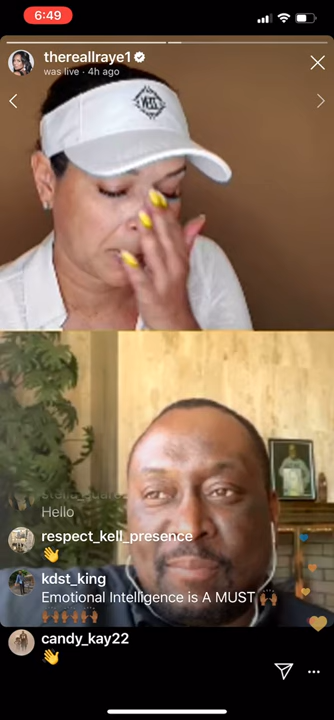 6:49
thereallraye1
was live · 4h ago
Hello
respect_kell_presence
kdst_king
Emotional Intelligence is A MUST 🙌🏾
🙌🏾🙌🏾🙌🏾🙌🏾
candy_kay22